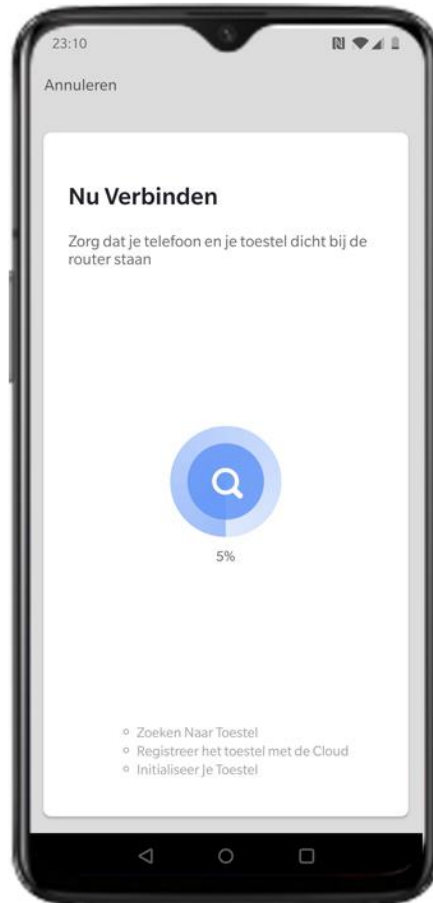 23:10
Annuleren
Nu Verbinden
Zorg dat je telefoon en je toestel dicht bij de
router staan
5%
Zoeken Naar Toestel
Registreer het toestel met de Cloud
Initialiseer Je Toestel